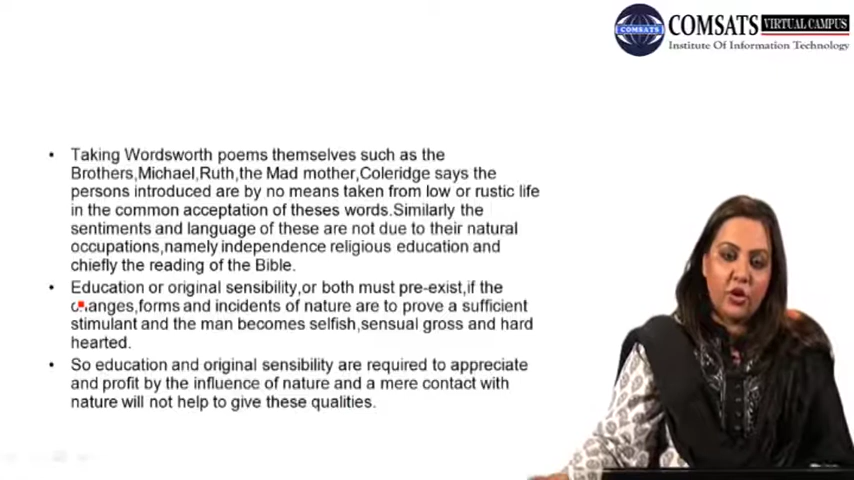 COMSATS VIRTUAL CAMPUS
COMSATS
Institute Of Information Technology
• Taking Wordsworth poems themselves such as the
Brothers,Michael,Ruth,the Mad mother,Coleridge says the
persons introduced are by no means taken from low or rustic life
in the common acceptation of theses words.Similarly the
sentiments and language of these are not due to their natural
occupations,namely independence religious education and
chiefly the reading of the Bible.
• Education or original sensibility,or both must pre-exist,if the
changes,forms and incidents of nature are to prove a sufficient
stimulant and the man becomes selfish,sensual gross and hard
hearted.
• So education and original sensibility are required to appreciate
and profit by the influence of nature and a mere contact with
nature will not help to give these qualities.